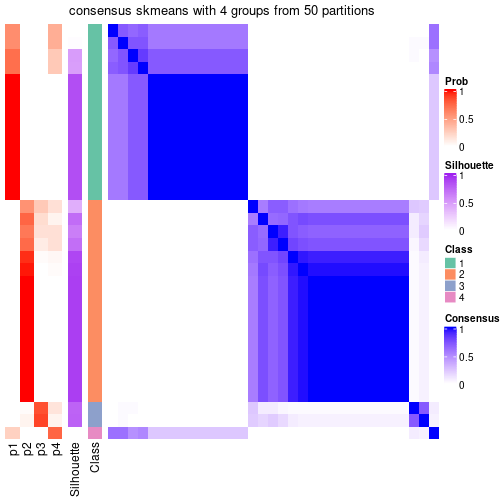 consensus skmeans with 4 groups from 50 partitions
Prob
1
0.5
0
Silhouette
1
0.5
0
Class
1
2
3
4
Consensus
1
0.5
0
p1
p2
p3
p4
Silhouette
Class